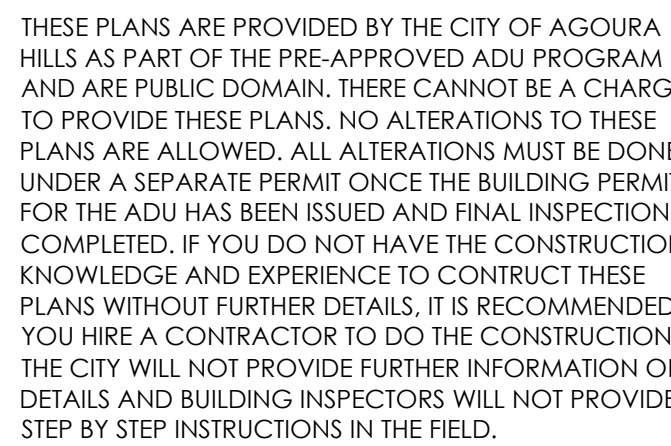 THESE PLANS ARE PROVIDED BY THE CITY OF AGOURA
HILLS AS PART OF THE PRE-APPROVED ADU PROGRAM
AND ARE PUBLIC DOMAIN. THERE CANNOT BE A CHARG
TO PROVIDE THESE PLANS. NO ALTERATIONS TO THESE
PLANS ARE ALLOWED. ALL ALTERATIONS MUST BE DONE
UNDER A SEPARATE PERMIT ONCE THE BUILDING PERMIT
FOR THE ADU HAS BEEN ISSUED AND FINAL INSPECTION
COMPLETED. IF YOU DO NOT HAVE THE CONSTRUCTION
KNOWLEDGE AND EXPERIENCE TO CONTRUCT THESE
PLANS WITHOUT FURTHER DETAILS, IT IS RECOMMENDED
YOU HIRE A CONTRACTOR TO DO THE CONSTRUCTION
THE CITY WILL NOT PROVIDE FURTHER INFORMATION O
DETAILS AND BUILDING INSPECTORS WILL NOT PROVIDE
STEP BY STEP INSTRUCTIONS IN THE FIELD.